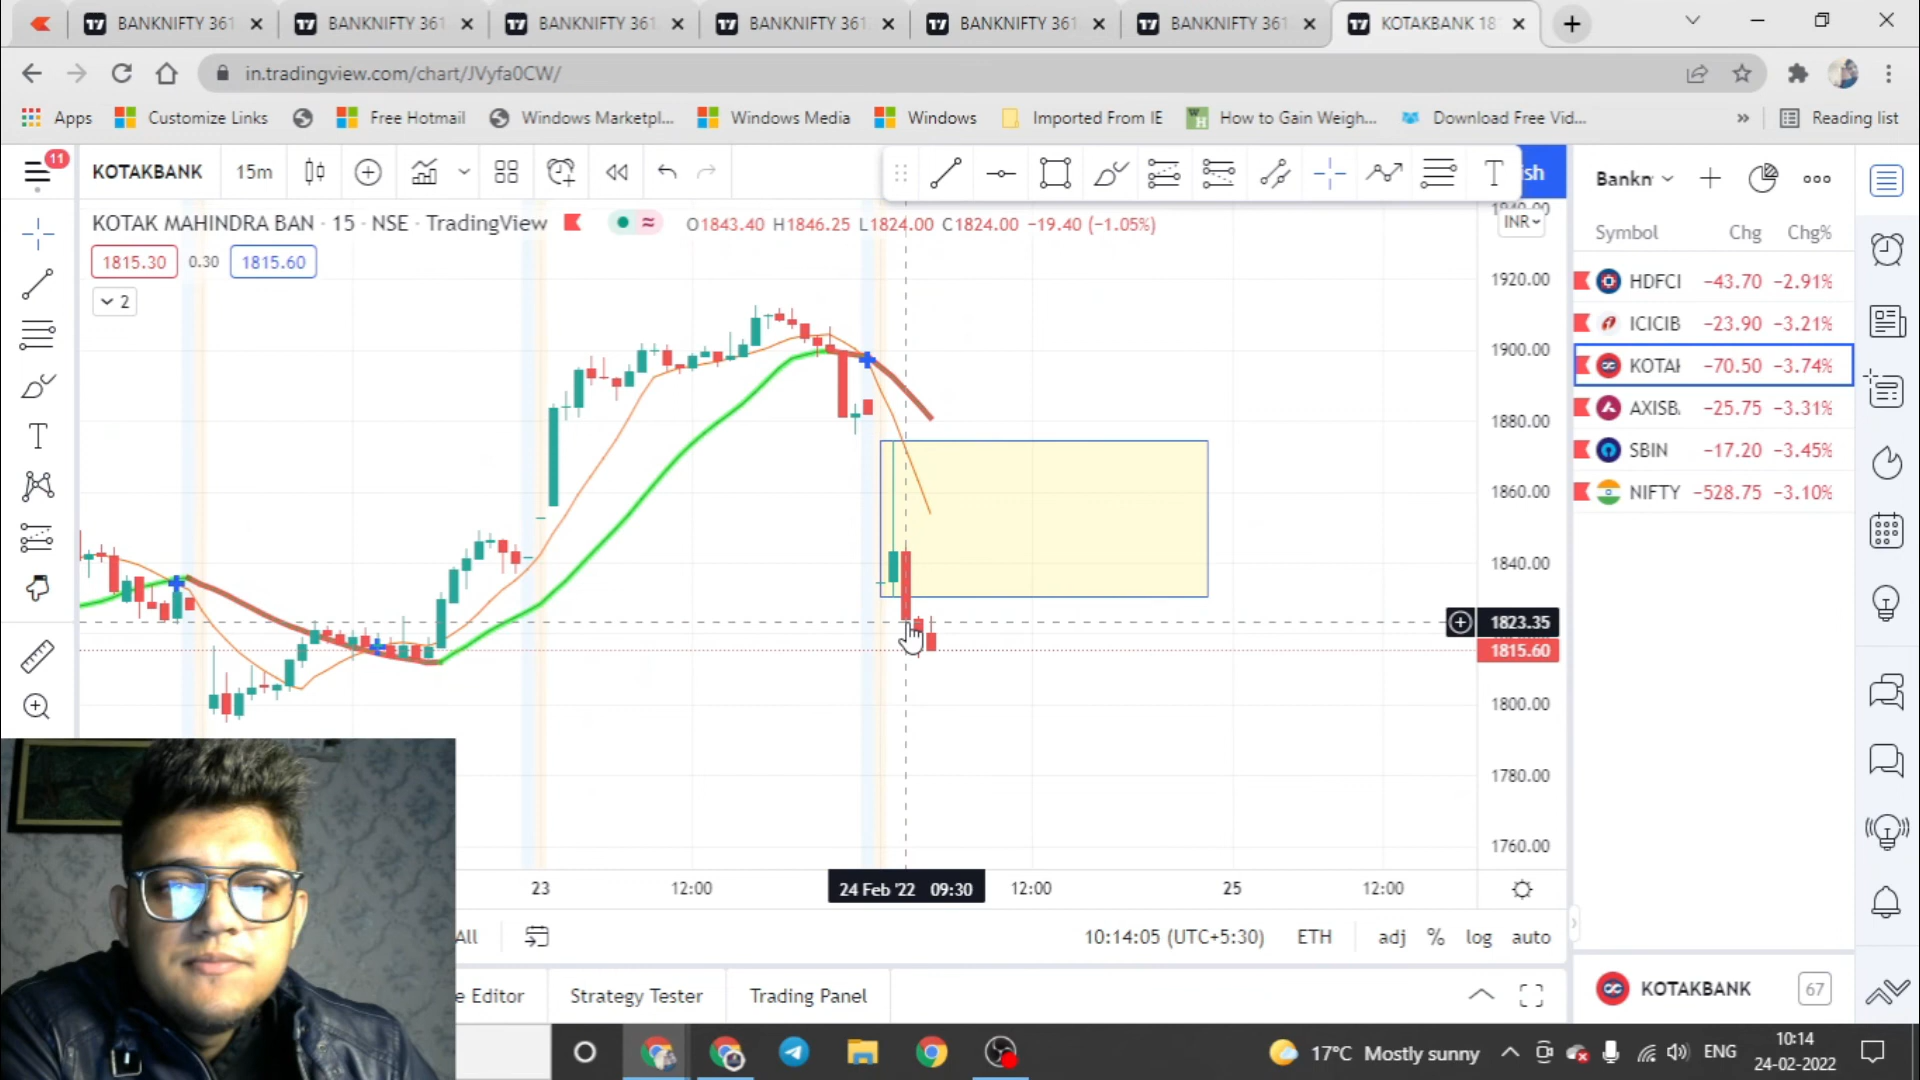 BANKNIFTY 361 BANKNIFTY 361 BANKNIFTY 361 BANKNIFTY 361 BANKNIFTY 361 BANKNIFTY 361 KOTAKBANK 18
in.tradingview.com/chart/JVyfa0CW/
Apps Customize Links Free Hotmail Windows Marketpl... Windows Media Windows Imported From IE How to Gain Weigh... Download Free Vid... » Reading list
11
KOTAKBANK 15m T sh Bankn
KOTAK MAHINDRA BAN · 15 · NSE · TradingView O1843.40 H1846.25 L1824.00 C1824.00 −19.40 (−1.05%)
1940.00
INR
Symbol Chg Chg%
1815.30 0.30 1815.60
2
1920.00
1900.00
1880.00
1860.00
1840.00
1823.35
1815.60
1800.00
1780.00
1760.00
HDFCI −43.70 −2.91%
ICICIB −23.90 −3.21%
KOTAK −70.50 −3.74%
AXISB. −25.75 −3.31%
SBIN −17.20 −3.45%
NIFTY −528.75 −3.10%
23 12:00 24 Feb '22 09:30 12:00 25 12:00
All 10:14:05 (UTC+5:30) ETH adj % log auto
e Editor Strategy Tester Trading Panel
KOTAKBANK 67
17°C Mostly sunny ENG 10:14
24-02-2022